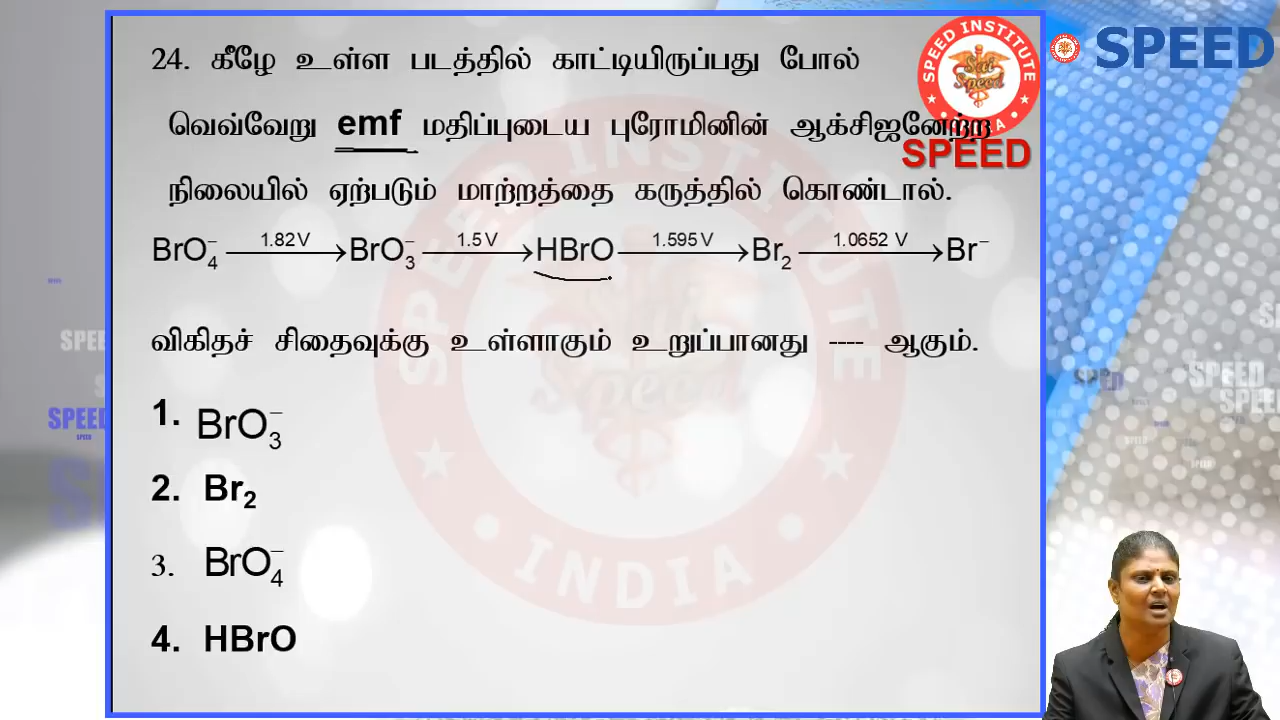 SPEED
24. கீழே உள்ள படத்தில் காட்டியிருப்பது போல்
வெவ்வேறு emf மதிப்புடைய புரோமினின் ஆக்சிஜனேற்ற
SPEED
நிலையில் ஏற்படும் மாற்றத்தை கருத்தில் கொண்டால்.
BrO₄⁻ —1.82 V→ BrO₃⁻ —1.5 V→ HBrO —1.595 V→ Br₂ —1.0652 V→ Br⁻
விகிதச் சிதைவுக்கு உள்ளாகும் உறுப்பானது ---- ஆகும்.
1. BrO₃⁻
2. Br₂
3. BrO₄⁻
4. HBrO
SPEED INSTITUTE
Sai Speed
INDIA